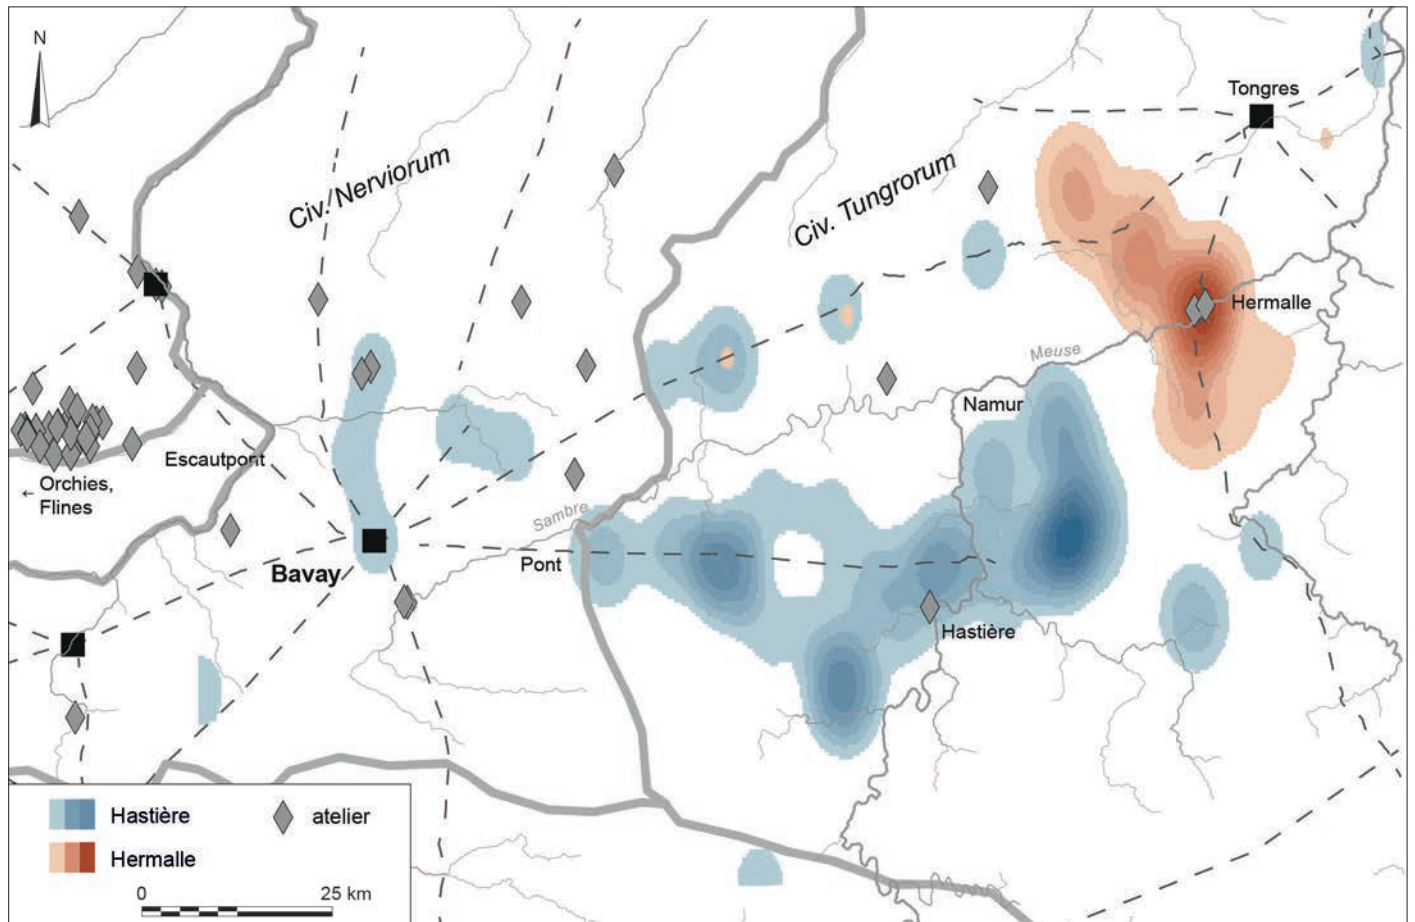 N
Tongres
Civ. Nerviorum
Civ. Tungrorum
Hermalle
Meuse
Namur
Escautpont
← Orchies,
Flines
Sambre
Pont
Bavay
Hastière
Hastière
atelier
Hermalle
0 25 km